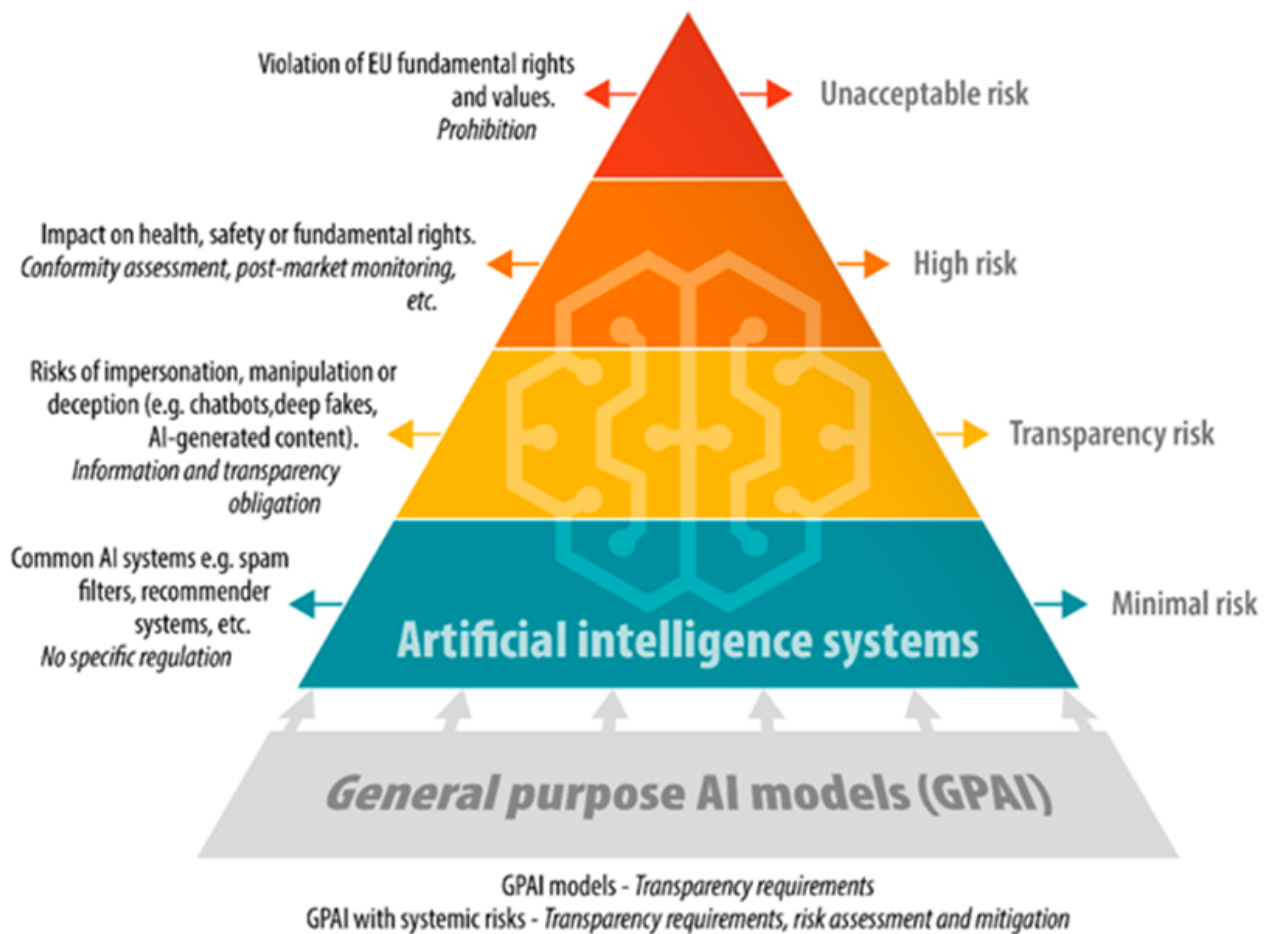 Violation of EU fundamental rights
and values.
Prohibition
Unacceptable risk
Impact on health, safety or fundamental rights.
Conformity assessment, post-market monitoring,
etc.
High risk
Risks of impersonation, manipulation or
deception (e.g. chatbots,deep fakes,
AI-generated content).
Information and transparency
obligation
Transparency risk
Common AI systems e.g. spam
filters, recommender
systems, etc.
No specific regulation
Minimal risk
Artificial intelligence systems
General purpose AI models (GPAI)
GPAI models - Transparency requirements
GPAI with systemic risks - Transparency requirements, risk assessment and mitigation